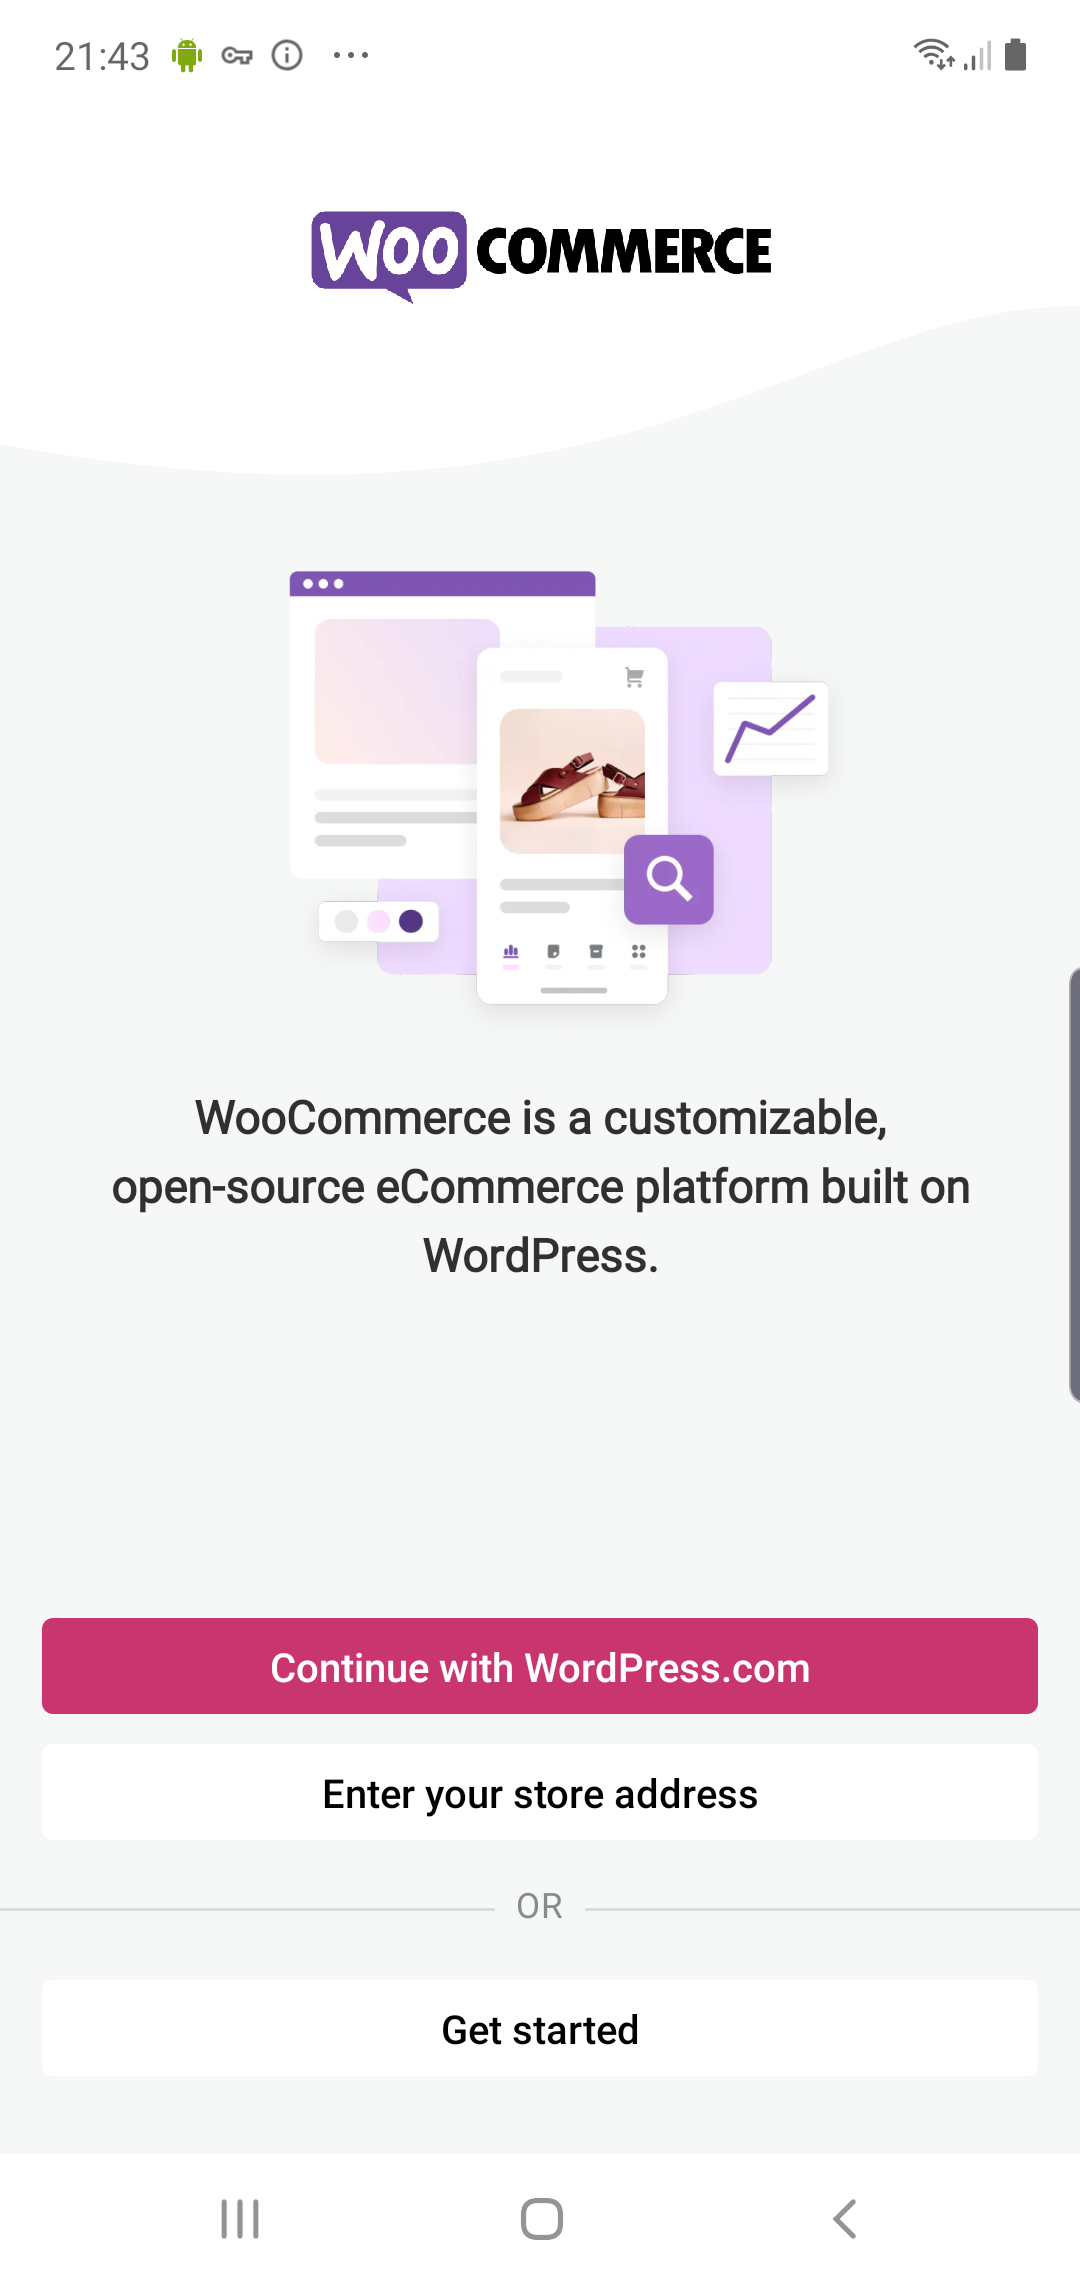 21:43
WOO COMMERCE
WooCommerce is a customizable,
open-source eCommerce platform built on
WordPress.
Continue with WordPress.com
Enter your store address
OR
Get started